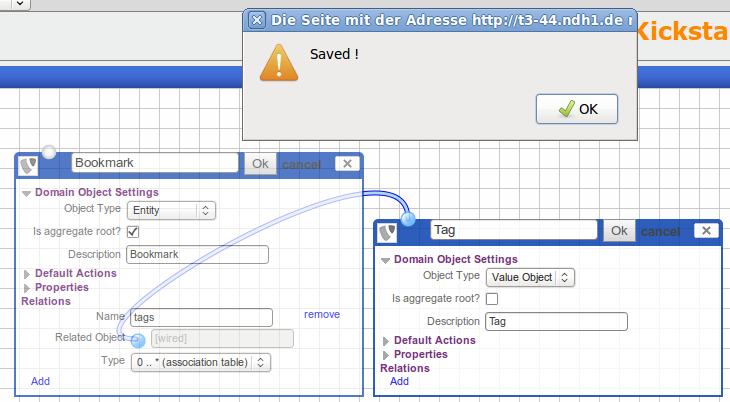 Die Seite mit der Adresse http://t3-44.ndh1.de
Kicksta
Saved !
OK
Bookmark Ok cancel
Domain Object Settings
Object Type Entity
Is aggregate root?
Description Bookmark
Default Actions
Properties
Relations
Name tags remove
Related Object [wired]
Type 0 .. * (association table)
Add
Tag Ok cancel
Domain Object Settings
Object Type Value Object
Is aggregate root?
Description Tag
Default Actions
Properties
Relations
Add